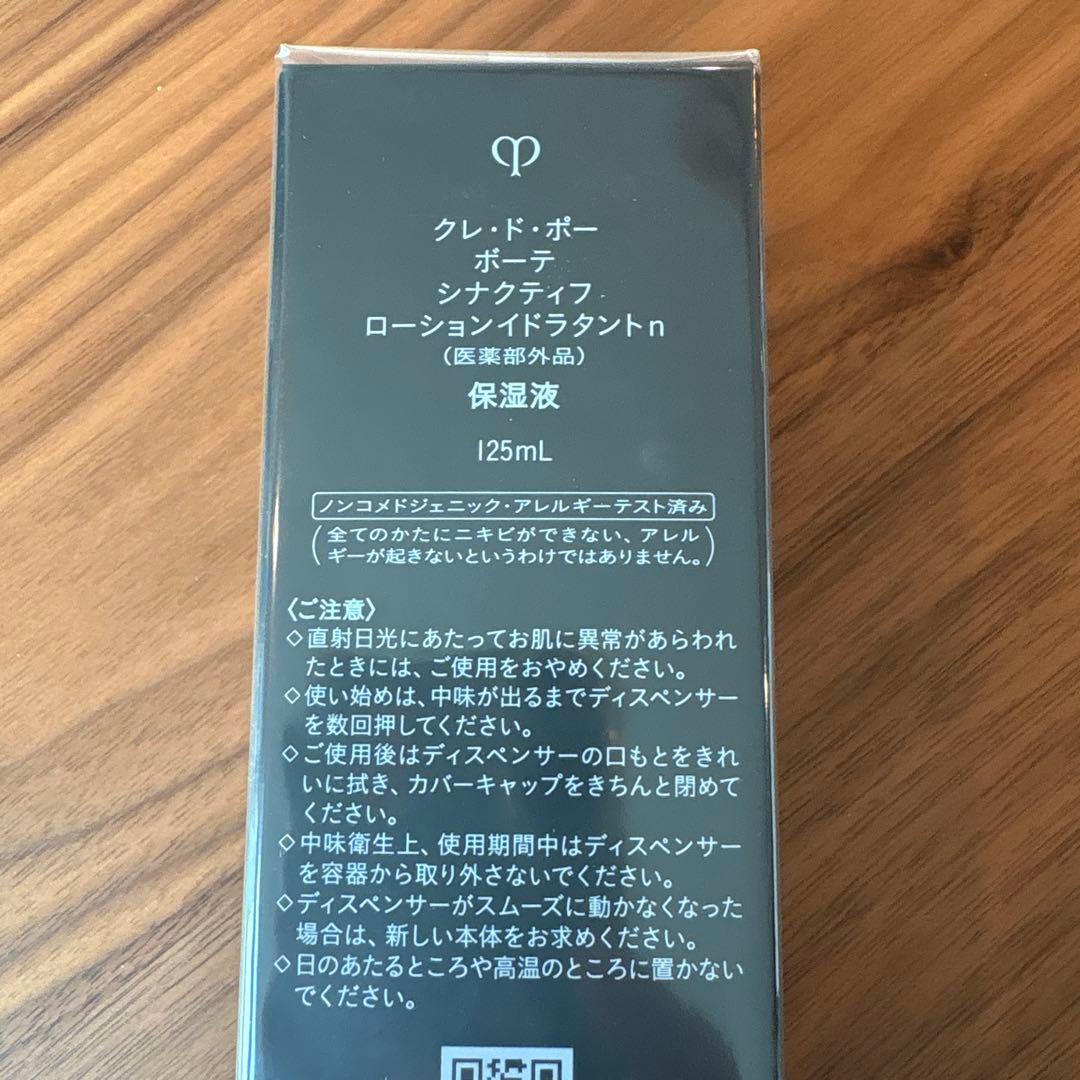 クレ・ド・ポー
ボーテ
シナクティフ
ローションイドラタントn
（医薬部外品）
保湿液
125mL
ノンコメドジェニック・アレルギーテスト済み
（全てのかたにニキビができない、アレル
ギーが起きないというわけではありません。）
〈ご注意〉
◇直射日光にあたってお肌に異常があらわれ
たときには、ご使用をおやめください。
◇使い始めは、中味が出るまでディスペンサー
を数回押してください。
◇ご使用後はディスペンサーの口もとをきれ
いに拭き、カバーキャップをきちんと閉めて
ください。
◇中味衛生上、使用期間中はディスペンサー
を容器から取り外さないでください。
◇ディスペンサーがスムーズに動かなくなった
場合は、新しい本体をお求めください。
◇日のあたるところや高温のところに置かない
でください。